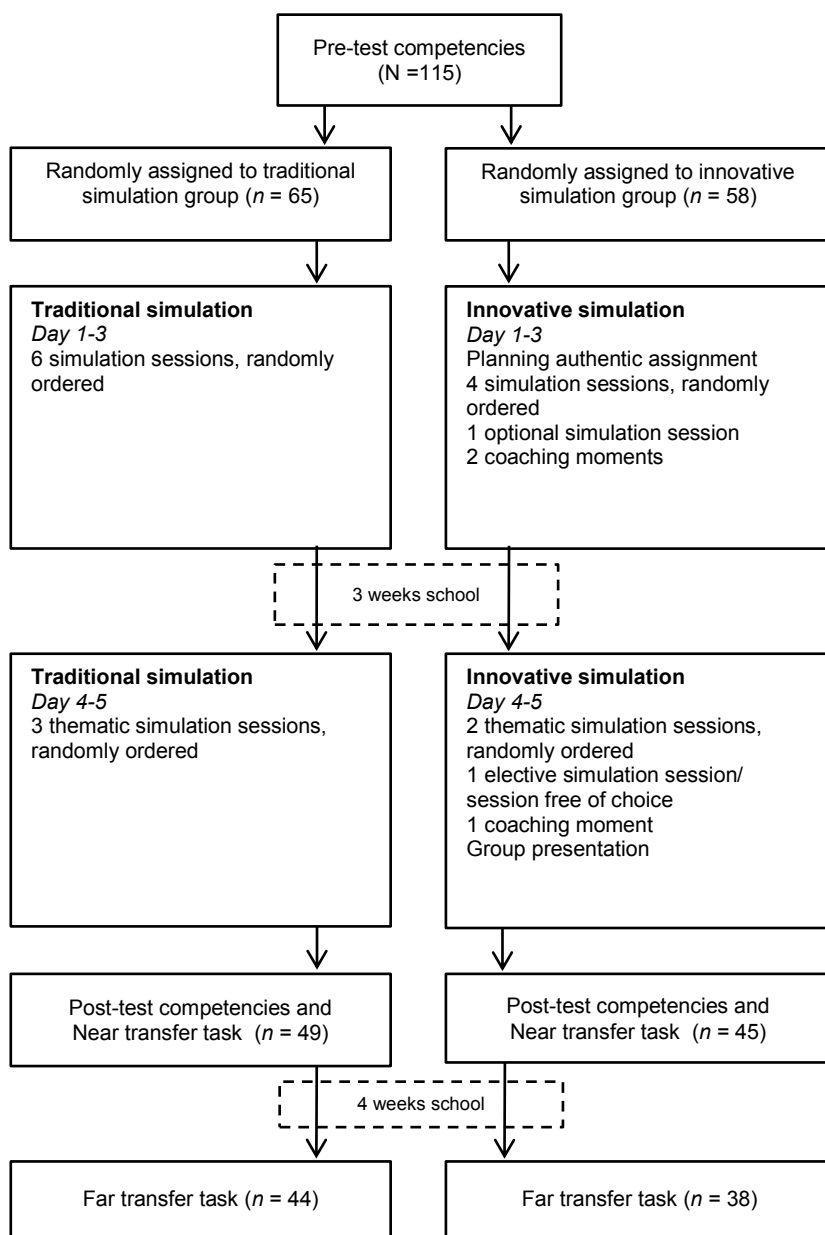 Pre-test competencies
(N =115)
Randomly assigned to traditional
simulation group (n = 65)
Randomly assigned to innovative
simulation group (n = 58)
Traditional simulation
Day 1-3
6 simulation sessions, randomly
ordered
Innovative simulation
Day 1-3
Planning authentic assignment
4 simulation sessions, randomly
ordered
1 optional simulation session
2 coaching moments
3 weeks school
Traditional simulation
Day 4-5
3 thematic simulation sessions,
randomly ordered
Innovative simulation
Day 4-5
2 thematic simulation sessions,
randomly ordered
1 elective simulation session/
session free of choice
1 coaching moment
Group presentation
Post-test competencies and
Near transfer task (n = 49)
Post-test competencies and
Near transfer task (n = 45)
4 weeks school
Far transfer task (n = 44)
Far transfer task (n = 38)